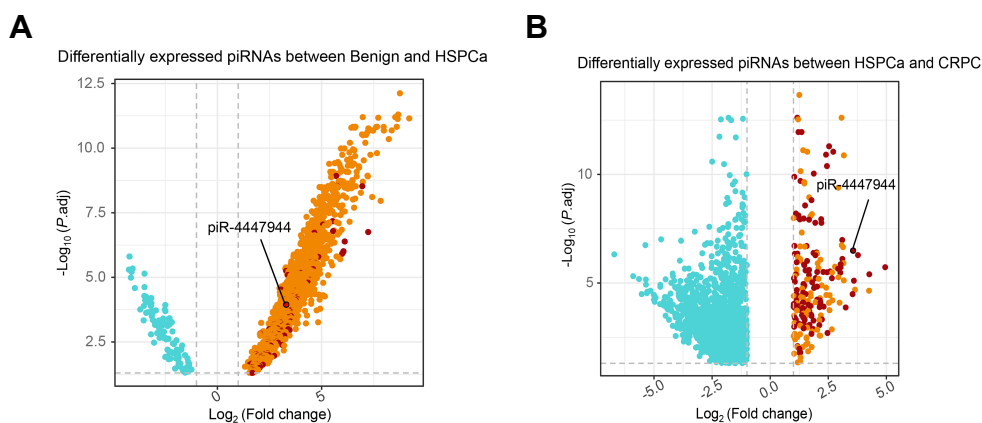 A
Differentially expressed piRNAs between Benign and HSPCa
12.5
10.0
7.5
5.0
2.5
-Log10 (P.adj)
piR-4447944
0
5
Log2 (Fold change)
B
Differentially expressed piRNAs between HSPCa and CRPC
10
5
-Log10 (P.adj)
piR-4447944
-5.0
-2.5
0.0
2.5
5.0
Log2 (Fold change)